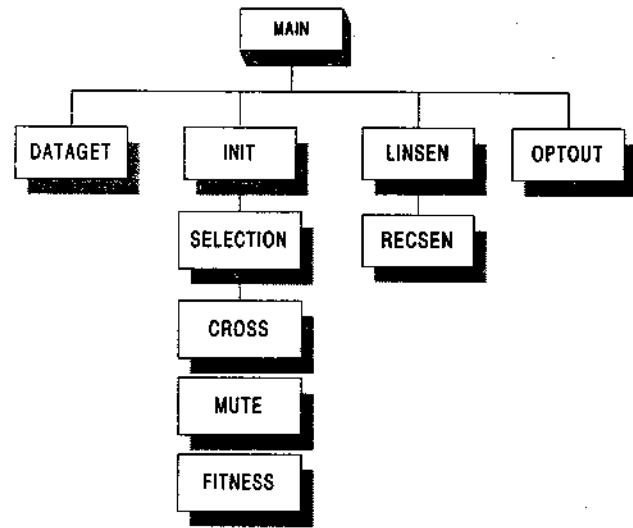 MAIN
DATAGET
INIT
LINSEN
OPTOUT
SELECTION
RECSEN
CROSS
MUTE
FITNESS